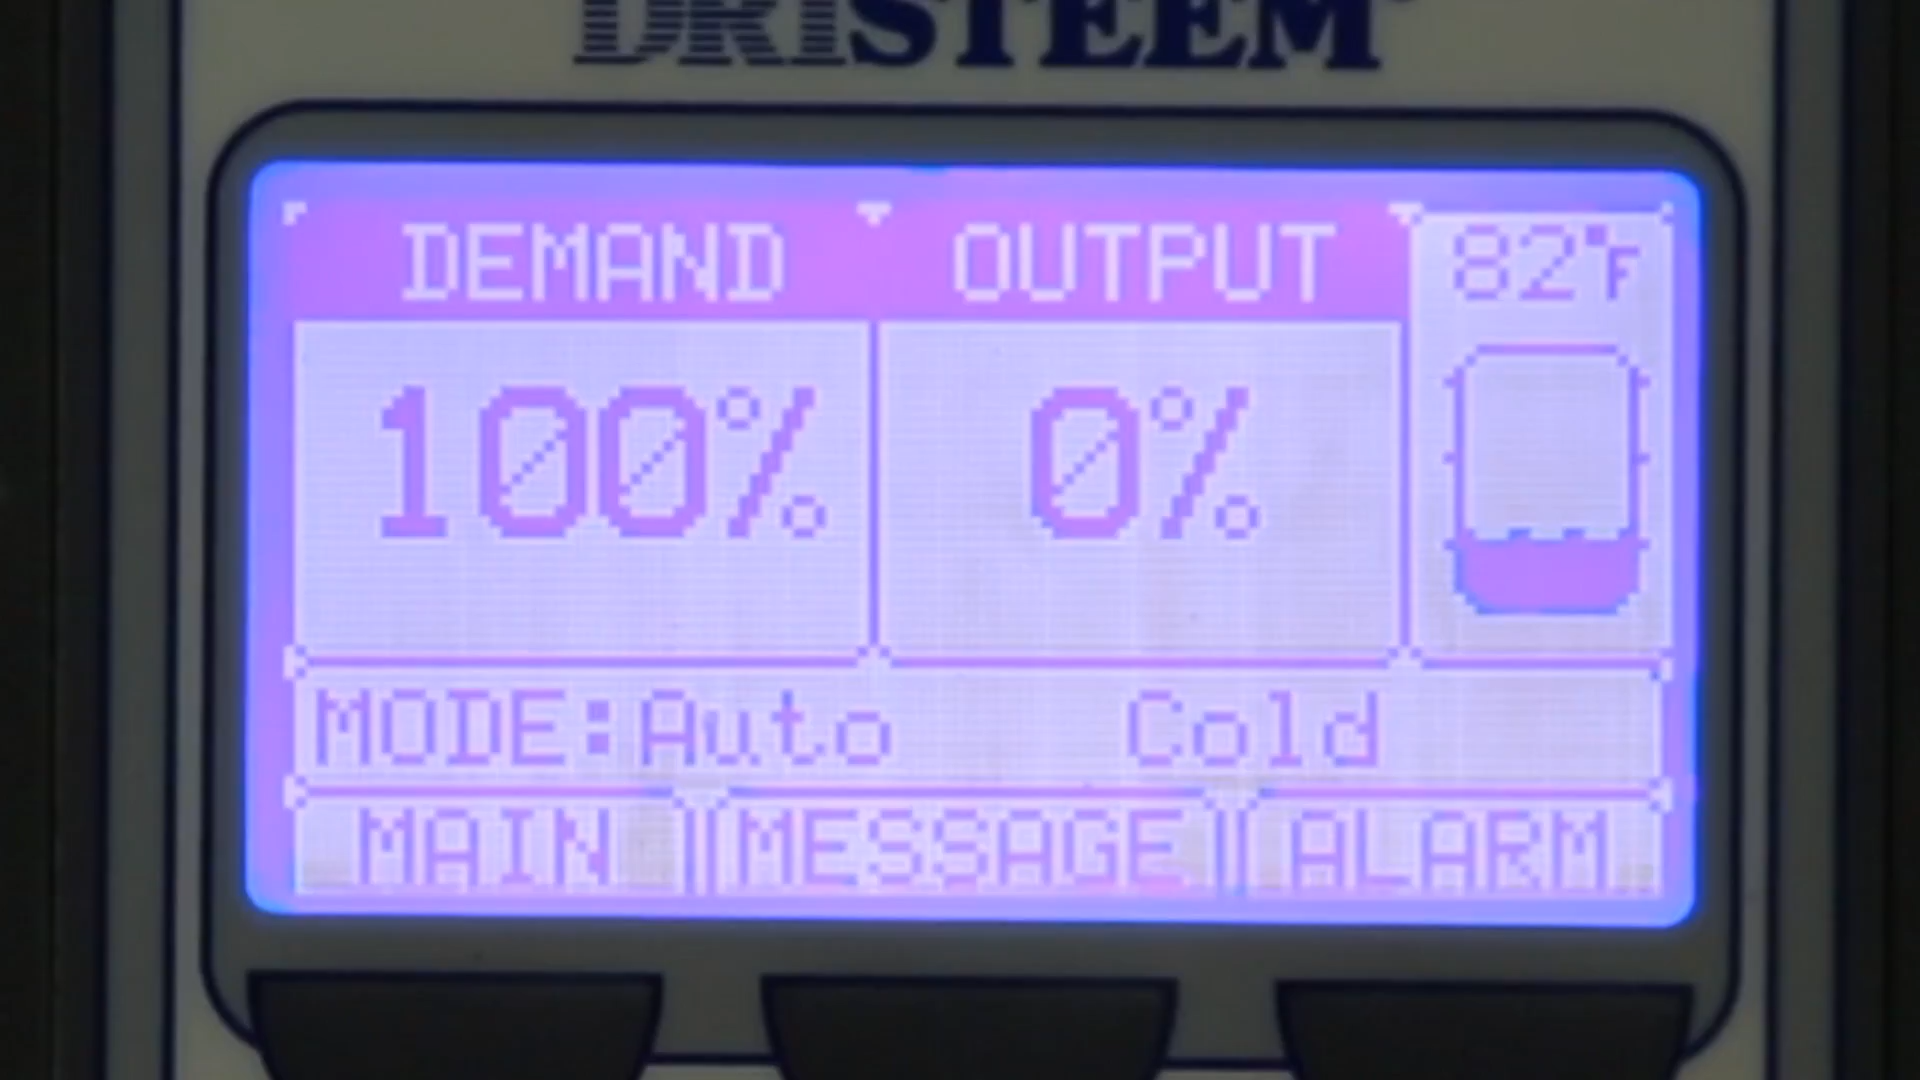 DRISTEEM
DEMAND OUTPUT 82°F
100% 0%
MODE:Auto Cold
MAIN MESSAGE ALARM